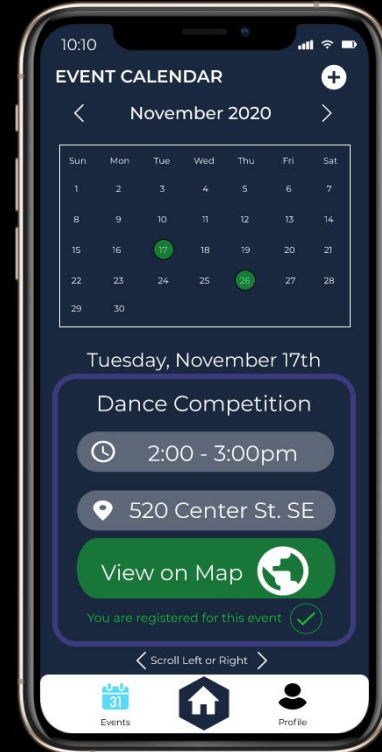 10:10
EVENT CALENDAR
November 2020
Sun Mon Tue Wed Thu Fri Sat
1 2 3 4 5 6 7
8 9 10 11 12 13 14
15 16 17 18 19 20 21
22 23 24 25 26 27 28
29 30
Tuesday, November 17th
Dance Competition
2:00 - 3:00pm
520 Center St. SE
View on Map
You are registered for this event
Scroll Left or Right
31
Events Profile